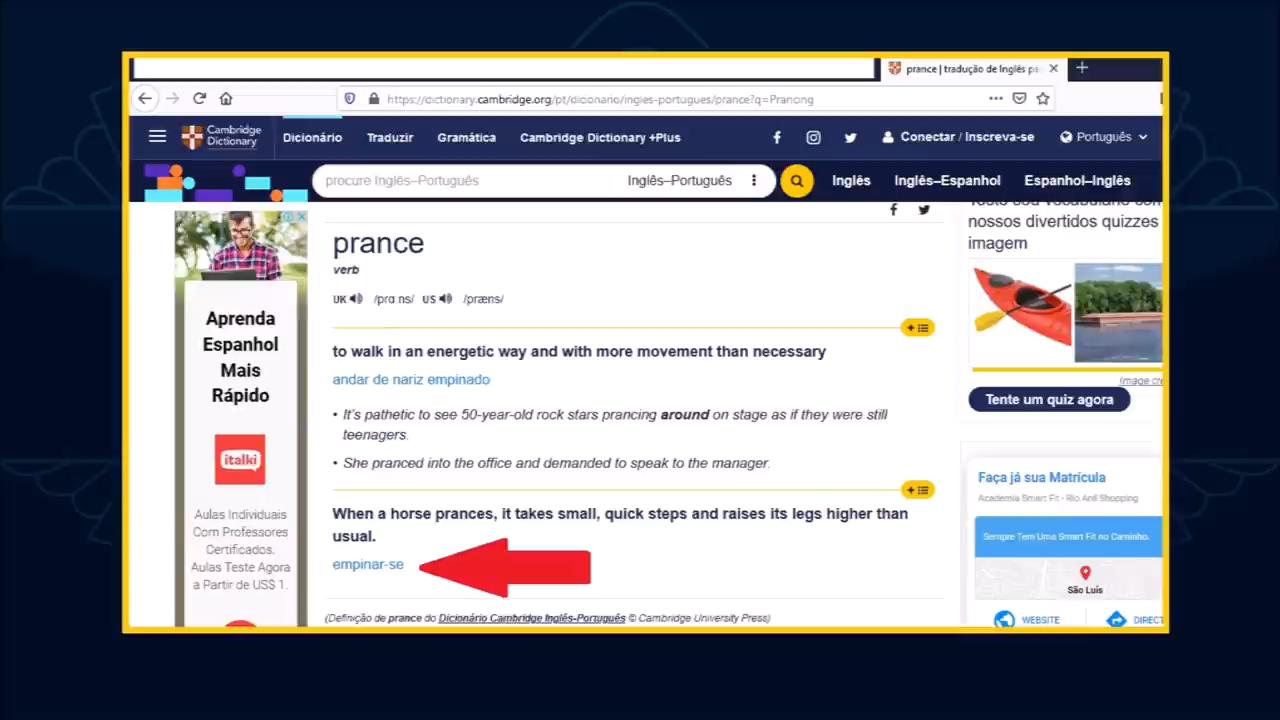 prance | tradução de Inglês pa
https://dictionary.cambridge.org/pt/dicionario/ingles-portugues/prance?q=Prancing
Cambridge
Dictionary
Dicionário
Traduzir
Gramática
Cambridge Dictionary +Plus
Conectar / Inscreva-se
Português
procure Inglês–Português
Inglês–Português
Inglês
Inglês–Espanhol
Espanhol–Inglês
Aprenda
Espanhol
Mais
Rápido
italki
Aulas Individuais
Com Professores
Certificados.
Aulas Teste Agora
a Partir de US$ 1.
prance
verb
UK /prɑːns/ US /præns/
to walk in an energetic way and with more movement than necessary
andar de nariz empinado
• It's pathetic to see 50-year-old rock stars prancing around on stage as if they were still
teenagers.
• She pranced into the office and demanded to speak to the manager.
When a horse prances, it takes small, quick steps and raises its legs higher than
usual.
empinar-se
(Definição de prance do Dicionário Cambridge Inglês-Português © Cambridge University Press)
nossos divertidos quizzes
imagem
(Image cre
Tente um quiz agora
Faça já sua Matrícula
Academia Smart Fit - Rio Anil Shopping
Sempre Tem Uma Smart Fit no Caminho.
São Luís
WEBSITE
DIRECT